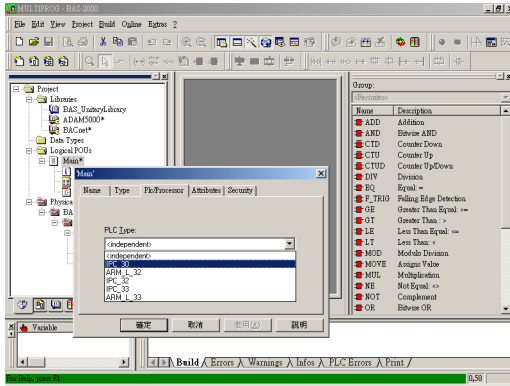 MULTIPROG - BAS-2000
File Edit View Project Build Online Extras ?
Project
Libraries
BAS_UnitaryLibrary
ADAM5000*
BACnet*
Data Types
Logical POUs
Main*
Physica
BA
Group:
<Favorites>
Name Description
ADD Addition
AND Bitwise AND
CTD Counter Down
CTU Counter Up
CTUD Counter Up/Down
DIV Division
EQ Equal: =
F_TRIG Falling Edge Detection
GE Greater Than Equal: >=
GT Greater Than : >
LE Less Than Equal: <=
LT Less Than: <
MOD Modulo Division
MOVE Assigns Value
MUL Multiplication
NE Not Equal: <>
NOT Complement
OR Bitwise OR
Main'
Name Type Plc/Processor Attributes Security
PLC Type:
<independent>
<independent>
IPC_30
ARM_L_32
IPC_32
IPC_33
ARM_L_33
確定 取消 套用(A) 說明
Variable
Build Errors Warnings Infos PLC Errors Print
For Help, press F1
0,58